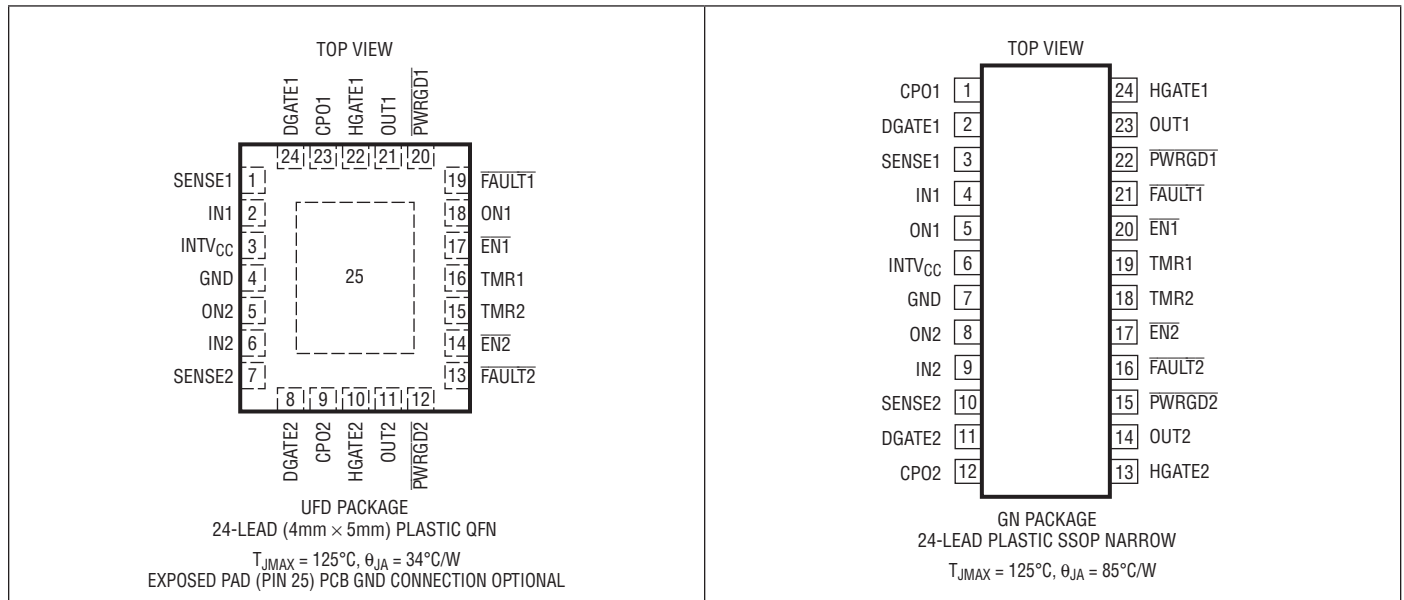 TOP VIEW
DGATE1
CPO1
HGATE1
OUT1
PWRGD1
24 23 22 21 20
SENSE1 1
IN1 2
INTVCC 3
GND 4
ON2 5
IN2 6
SENSE2 7
25
19 FAULT1
18 ON1
17 EN1
16 TMR1
15 TMR2
14 EN2
13 FAULT2
8 9 10 11 12
DGATE2
CPO2
HGATE2
OUT2
PWRGD2
UFD PACKAGE
24-LEAD (4mm × 5mm) PLASTIC QFN
TJMAX = 125°C, θJA = 34°C/W
EXPOSED PAD (PIN 25) PCB GND CONNECTION OPTIONAL
TOP VIEW
CPO1 1
DGATE1 2
SENSE1 3
IN1 4
ON1 5
INTVCC 6
GND 7
ON2 8
IN2 9
SENSE2 10
DGATE2 11
CPO2 12
24 HGATE1
23 OUT1
22 PWRGD1
21 FAULT1
20 EN1
19 TMR1
18 TMR2
17 EN2
16 FAULT2
15 PWRGD2
14 OUT2
13 HGATE2
GN PACKAGE
24-LEAD PLASTIC SSOP NARROW
TJMAX = 125°C, θJA = 85°C/W